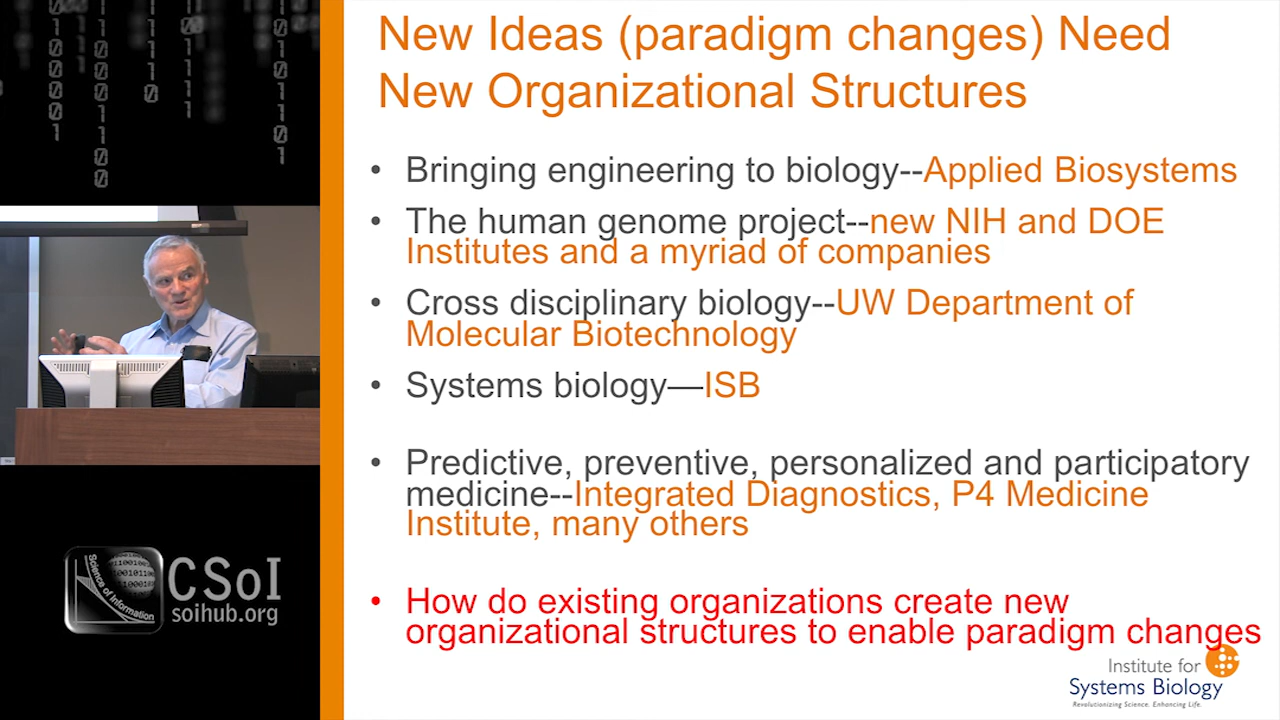 New Ideas (paradigm changes) Need
New Organizational Structures
• Bringing engineering to biology--Applied Biosystems
• The human genome project--new NIH and DOE
Institutes and a myriad of companies
• Cross disciplinary biology--UW Department of
Molecular Biotechnology
• Systems biology—ISB
• Predictive, preventive, personalized and participatory
medicine--Integrated Diagnostics, P4 Medicine
Institute, many others
• How do existing organizations create new
organizational structures to enable paradigm changes
Institute for
Systems Biology
Revolutionizing Science. Enhancing Life.
Science of Information
CSoI
soihub.org